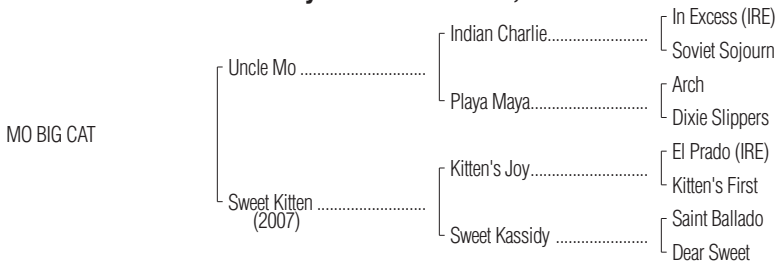 In Excess (IRE)
Indian Charlie........................
Soviet Sojourn
Uncle Mo ..............................
Arch
Playa Maya............................
Dixie Slippers
MO BIG CAT
El Prado (IRE)
Kitten's Joy............................
Kitten's First
Sweet Kitten ..........................
(2007)
Saint Ballado
Sweet Kassidy ......................
Dear Sweet